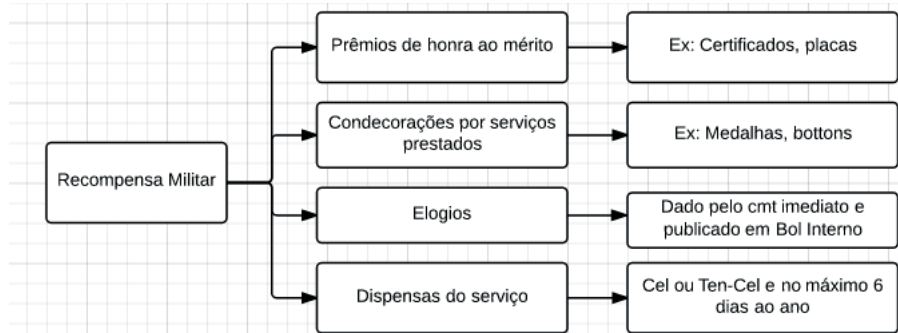 Recompensa Militar
Prêmios de honra ao mérito
Ex: Certificados, placas
Condecorações por serviços
prestados
Ex: Medalhas, bottons
Elogios
Dado pelo cmt imediato e
publicado em Bol Interno
Dispensas do serviço
Cel ou Ten-Cel e no máximo 6
dias ao ano